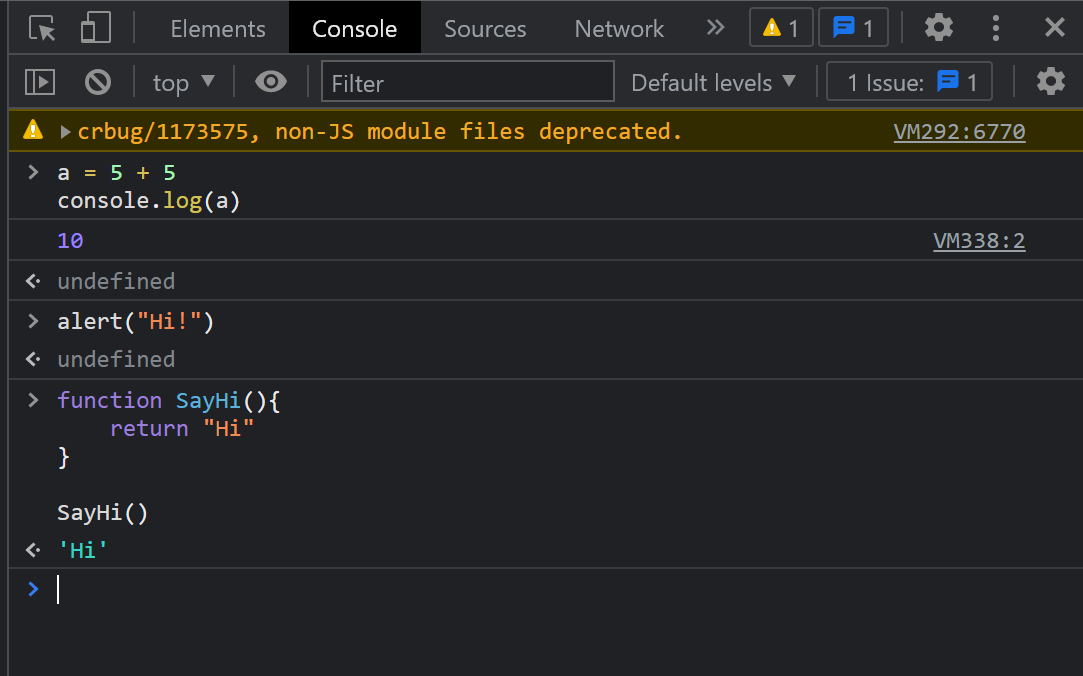 Elements Console Sources Network 1 1
top Filter Default levels 1 Issue: 1
crbug/1173575, non-JS module files deprecated. VM292:6770
a = 5 + 5
console.log(a)
10 VM338:2
undefined
alert("Hi!")
undefined
function SayHi(){
    return "Hi"
}
SayHi()
'Hi'